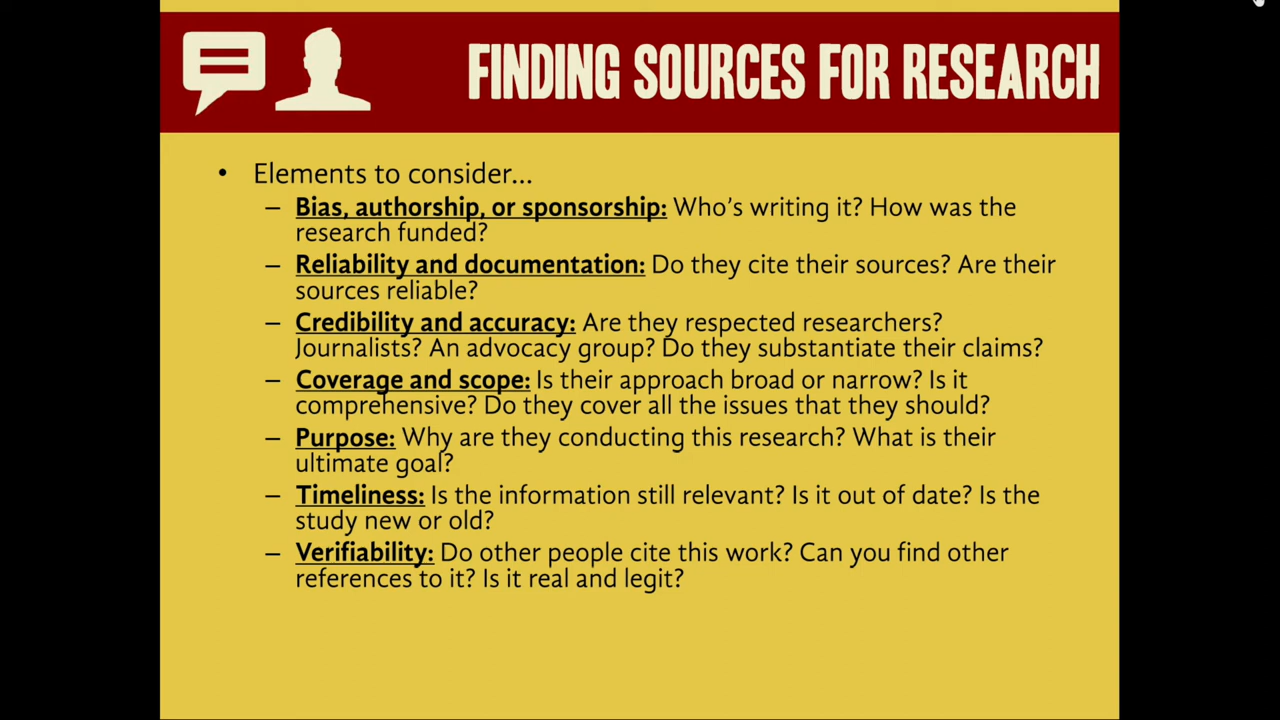 FINDING SOURCES FOR RESEARCH
• Elements to consider...
– Bias, authorship, or sponsorship: Who's writing it? How was the
research funded?
– Reliability and documentation: Do they cite their sources? Are their
sources reliable?
– Credibility and accuracy: Are they respected researchers?
Journalists? An advocacy group? Do they substantiate their claims?
– Coverage and scope: Is their approach broad or narrow? Is it
comprehensive? Do they cover all the issues that they should?
– Purpose: Why are they conducting this research? What is their
ultimate goal?
– Timeliness: Is the information still relevant? Is it out of date? Is the
study new or old?
– Verifiability: Do other people cite this work? Can you find other
references to it? Is it real and legit?